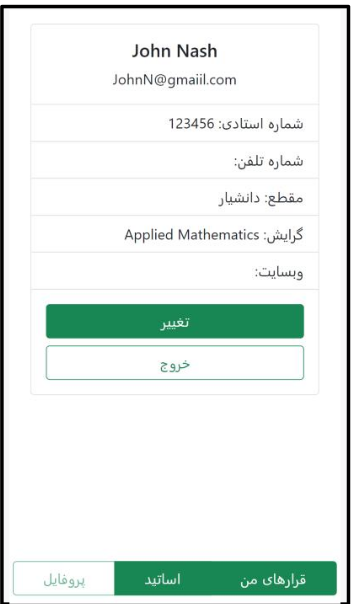 John Nash
JohnN@gmaiil.com
شماره استادی: 123456
شماره تلفن:
مقطع: دانشیار
گرایش: Applied Mathematics
وبسایت:
تغییر
خروج
قرارهای من اساتید پروفایل